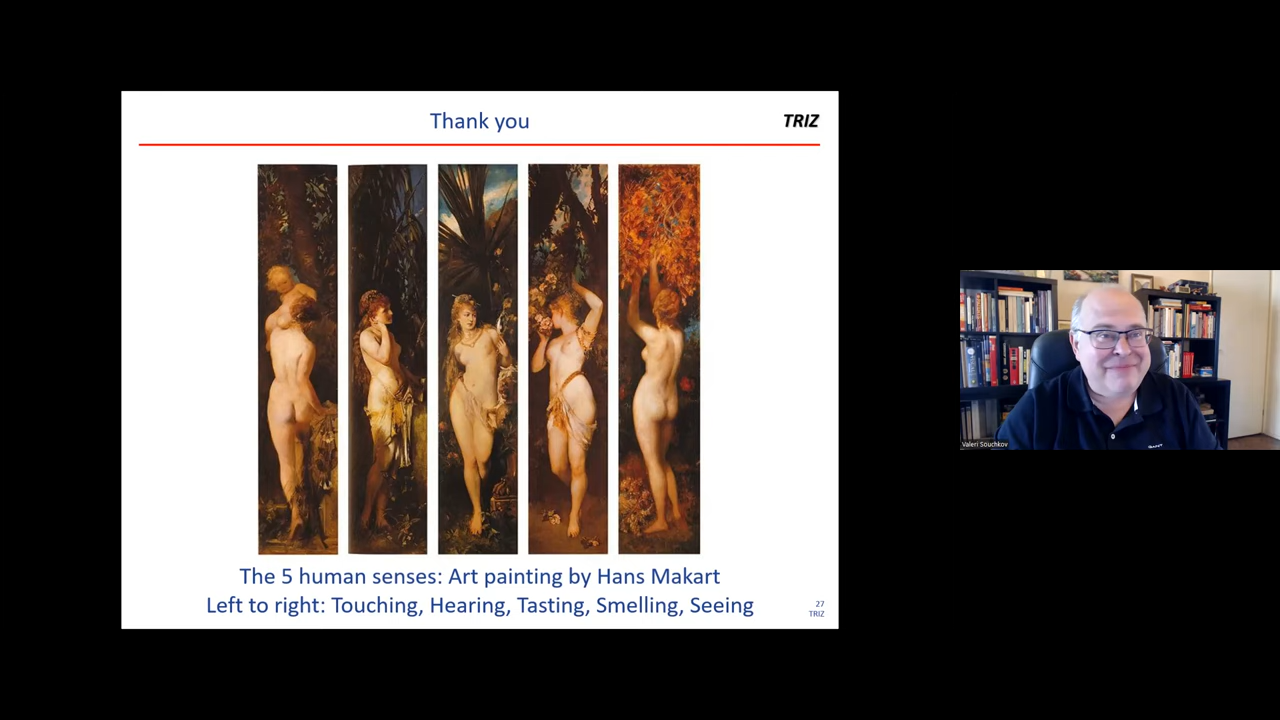 Thank you
TRIZ
The 5 human senses: Art painting by Hans Makart
Left to right: Touching, Hearing, Tasting, Smelling, Seeing
27
TRIZ
Valeri Souchkov
GANT